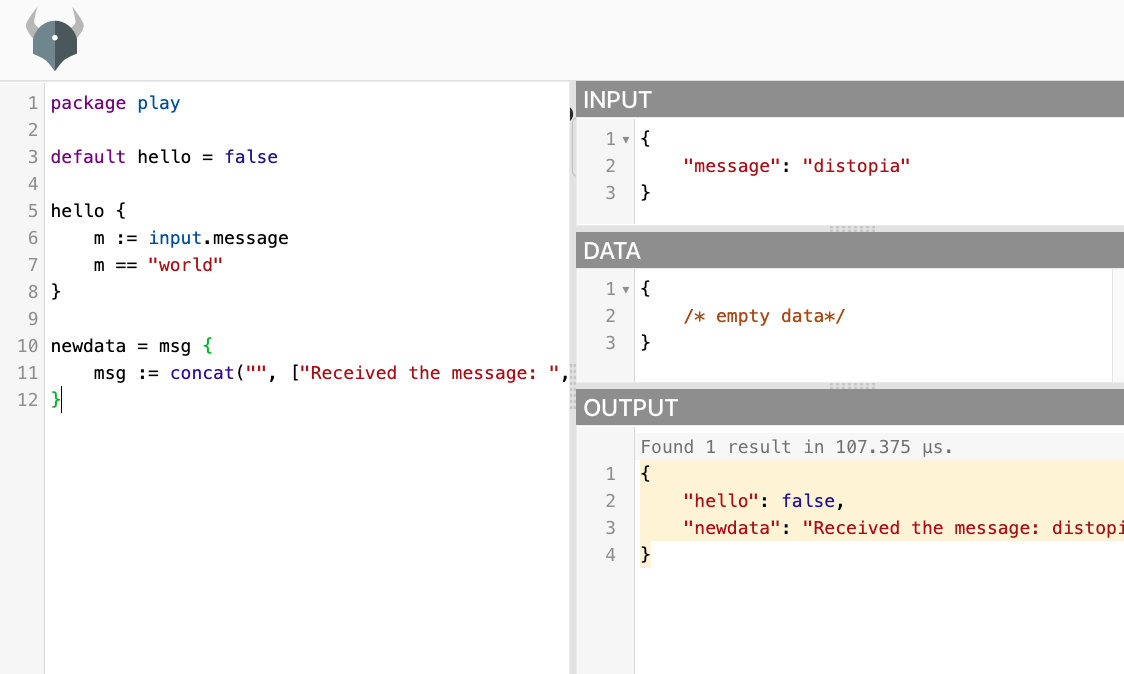 1 package play
2
3 default hello = false
4
5 hello {
6 m := input.message
7 m == "world"
8 }
9
10 newdata = msg {
11 msg := concat("", ["Received the message: ",
12 }
INPUT
1 {
2 "message": "distopia"
3 }
DATA
1 {
2 /* empty data*/
3 }
OUTPUT
Found 1 result in 107.375 µs.
1 {
2 "hello": false,
3 "newdata": "Received the message: distopi
4 }